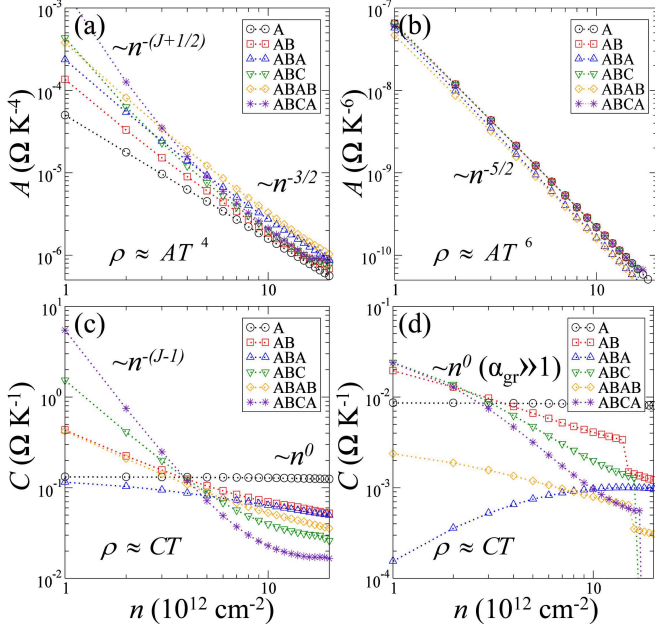 (a)
~n^-(J+1/2)
A
AB
ABA
ABC
ABAB
ABCA
~n^-3/2
ρ ≈ AT^4
A (Ω K^-4)
10^-3
10^-4
10^-5
10^-6
1
10
(b)
A
AB
ABA
ABC
ABAB
ABCA
~n^-5/2
ρ ≈ AT^6
A (Ω K^-6)
10^-7
10^-8
10^-9
10^-10
1
10
(c)
~n^-(J-1)
A
AB
ABA
ABC
ABAB
ABCA
~n^0
ρ ≈ CT
C (Ω K^-1)
10^1
10^0
10^-1
10^-2
1
10
n (10^12 cm^-2)
(d)
A
AB
ABA
ABC
ABAB
ABCA
~n^0 (α_gr≫1)
ρ ≈ CT
C (Ω K^-1)
10^-1
10^-2
10^-3
10^-4
1
10
n (10^12 cm^-2)